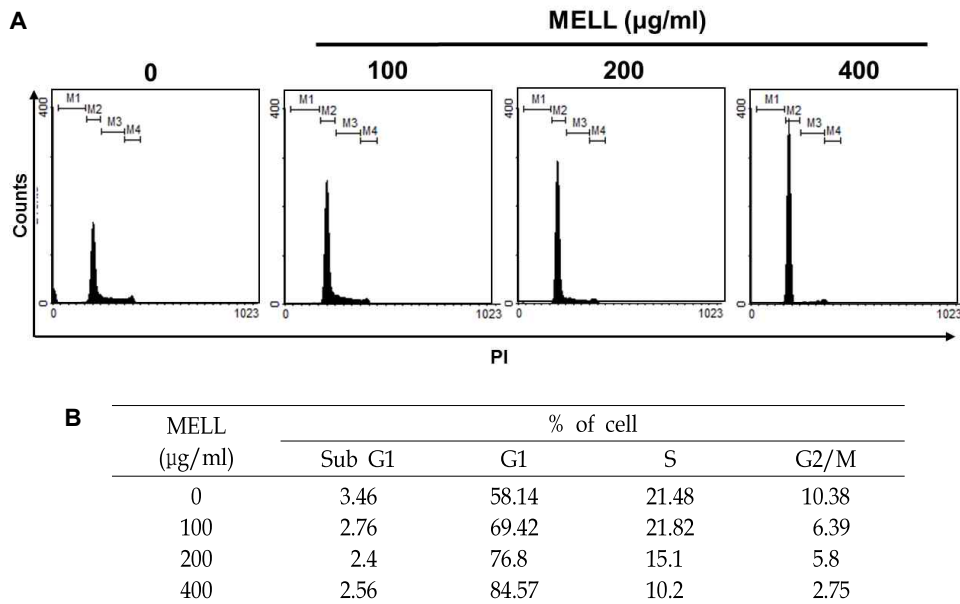 A
MELL (µg/ml)
0 100 200 400
400 M1 M2 M3 M4
400 M1 M2 M3 M4
400 M1 M2 M3 M4
400 M1 M2 M3 M4
Counts
0 0 1023
0 0 1023
0 0 1023
0 0 1023
PI
B
MELL % of cell
(µg/ml) Sub G1 G1 S G2/M
0 3.46 58.14 21.48 10.38
100 2.76 69.42 21.82 6.39
200 2.4 76.8 15.1 5.8
400 2.56 84.57 10.2 2.75